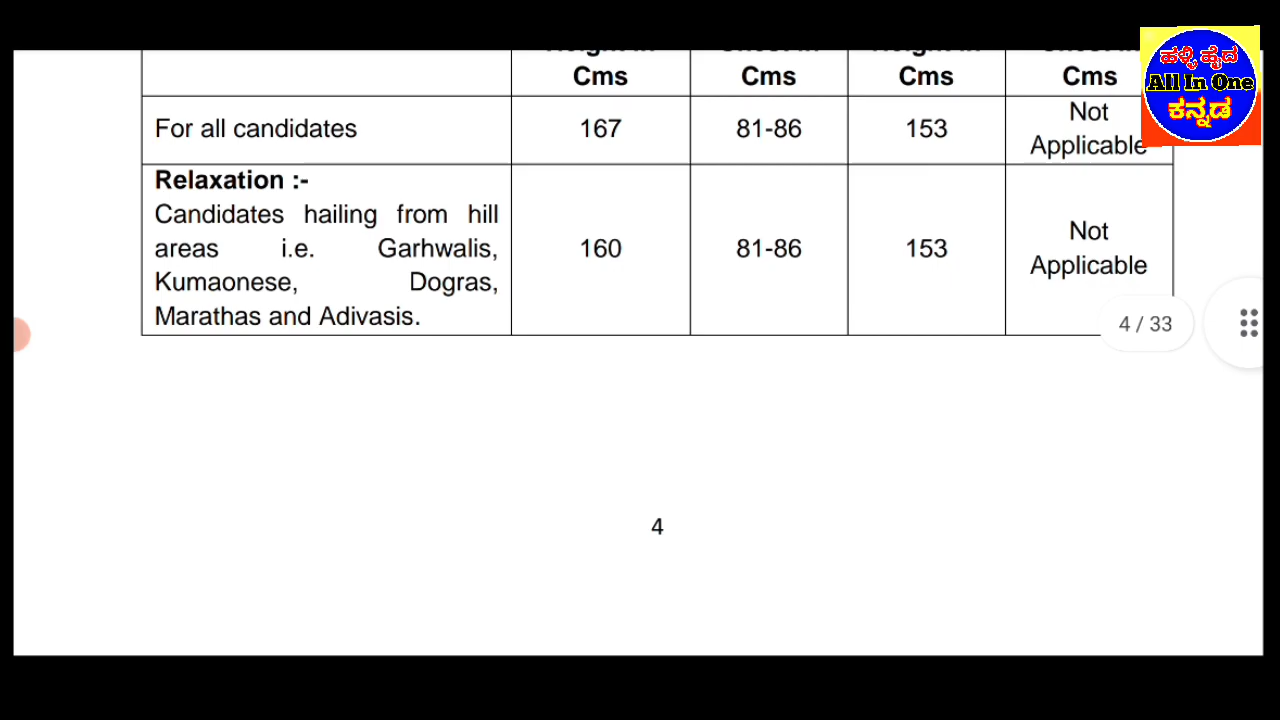 Cms Cms Cms Cms
For all candidates 167 81-86 153 Not Applicable
Relaxation :-
Candidates hailing from hill
areas i.e. Garhwalis,
Kumaonese, Dogras,
Marathas and Adivasis.
160 81-86 153 Not Applicable
4 / 33
4
ಹಳ್ಳಿ ಹೈದ
All In One
ಕನ್ನಡ